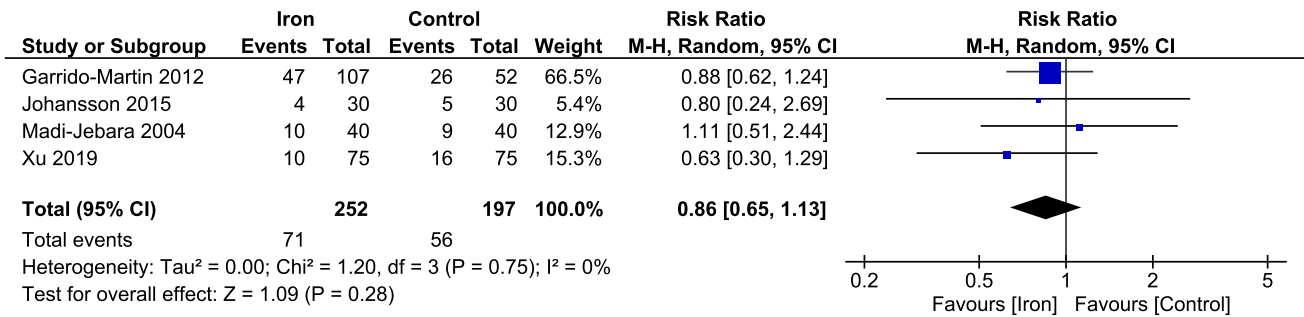 Iron Control Risk Ratio Risk Ratio
Study or Subgroup Events Total Events Total Weight M-H, Random, 95% CI M-H, Random, 95% CI
Garrido-Martin 2012 47 107 26 52 66.5% 0.88 [0.62, 1.24]
Johansson 2015 4 30 5 30 5.4% 0.80 [0.24, 2.69]
Madi-Jebara 2004 10 40 9 40 12.9% 1.11 [0.51, 2.44]
Xu 2019 10 75 16 75 15.3% 0.63 [0.30, 1.29]
Total (95% CI) 252 197 100.0% 0.86 [0.65, 1.13]
Total events 71 56
Heterogeneity: Tau² = 0.00; Chi² = 1.20, df = 3 (P = 0.75); I² = 0%
Test for overall effect: Z = 1.09 (P = 0.28)
0.2 0.5 1 2 5
Favours [Iron] Favours [Control]